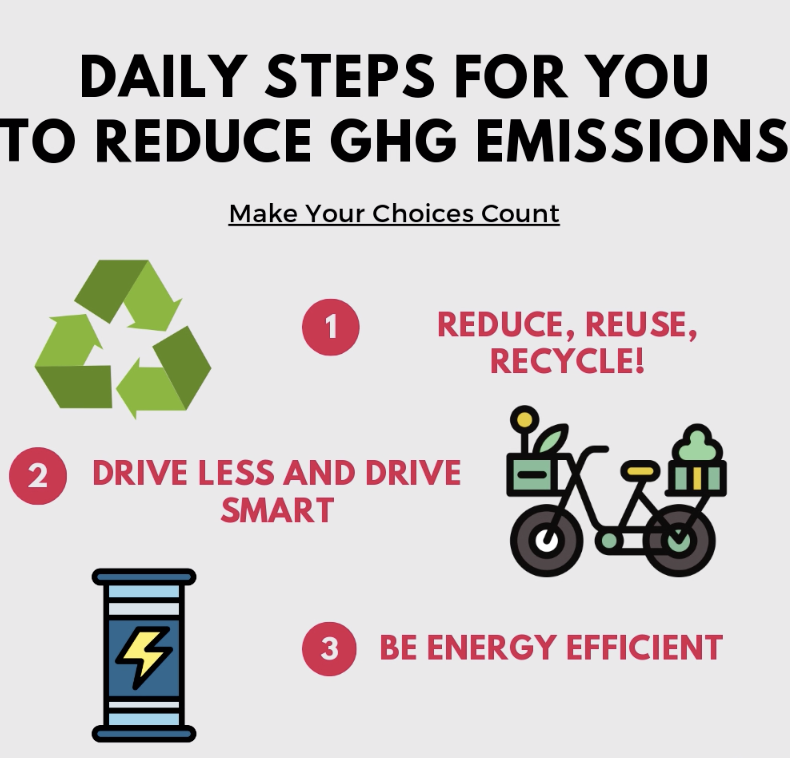 DAILY STEPS FOR YOU
TO REDUCE GHG EMISSIONS
Make Your Choices Count
1
REDUCE, REUSE,
RECYCLE!
2
DRIVE LESS AND DRIVE
SMART
3
BE ENERGY EFFICIENT